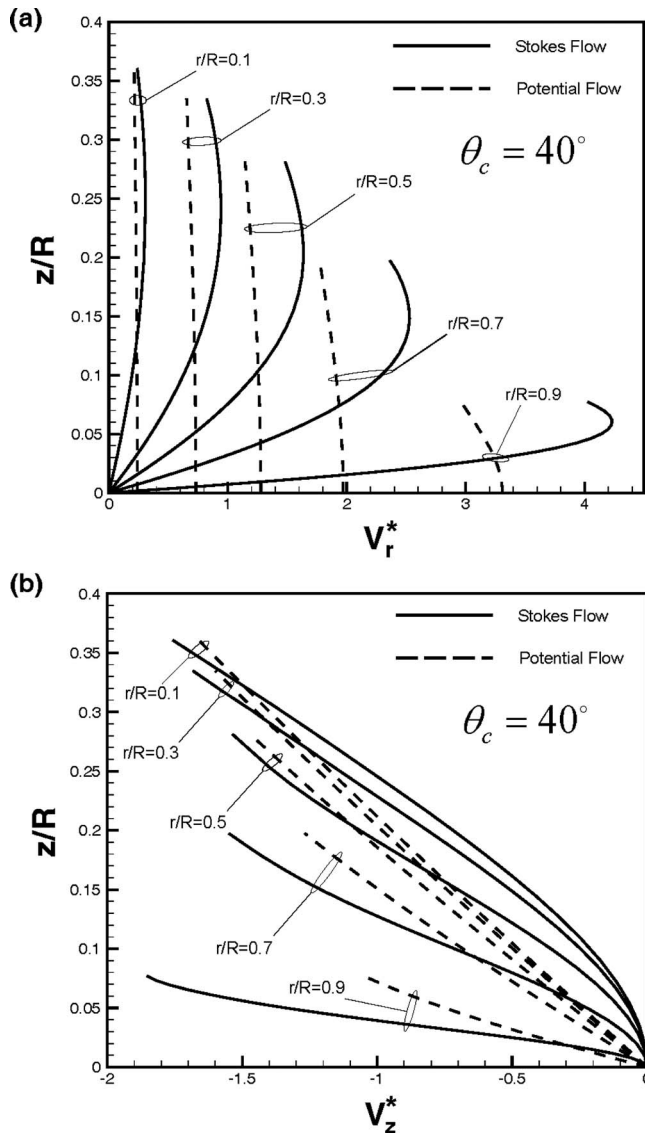 (a)
0.4
0.35
0.3
0.25
0.2
0.15
0.1
0.05
0
z/R
r/R=0.1
r/R=0.3
r/R=0.5
r/R=0.7
r/R=0.9
Stokes Flow
Potential Flow
θc = 40°
0 1 2 3 4
Vr*
(b)
0.4
0.35
0.3
0.25
0.2
0.15
0.1
0.05
0
z/R
Stokes Flow
Potential Flow
θc = 40°
r/R=0.1
r/R=0.3
r/R=0.5
r/R=0.7
r/R=0.9
-2 -1.5 -1 -0.5 0
Vz*